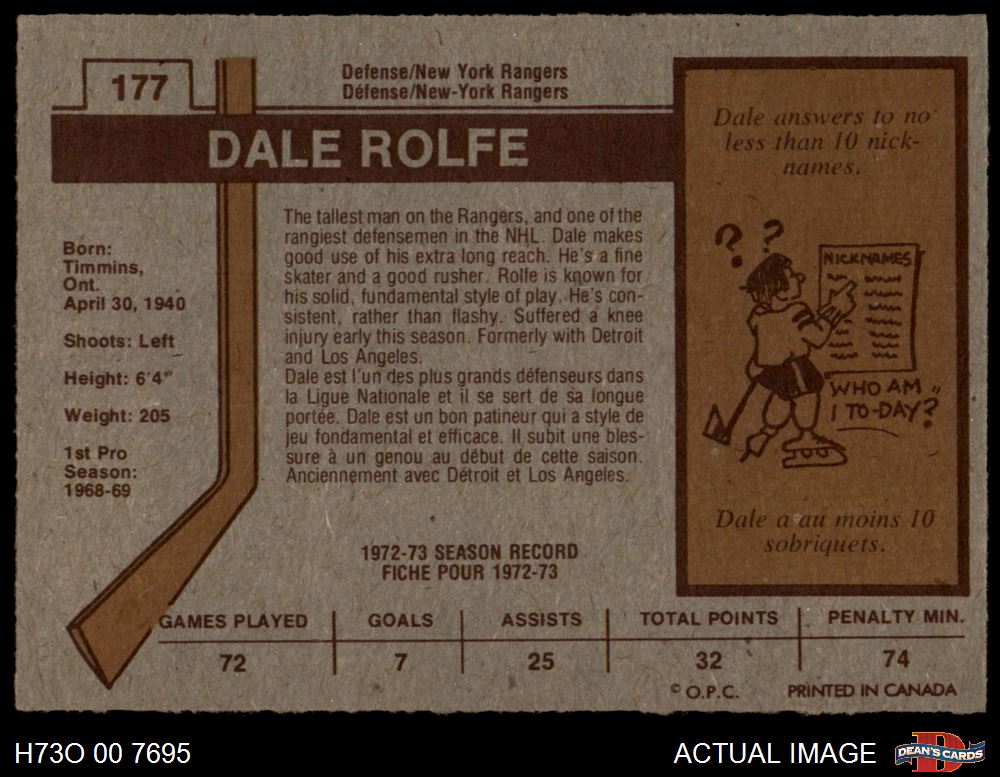 177
Defense/New York Rangers
Défense/New-York Rangers
DALE ROLFE
Born:
Timmins,
Ont.
April 30, 1940
Shoots: Left
Height: 6'4"
Weight: 205
1st Pro
Season:
1968-69
The tallest man on the Rangers, and one of the
rangiest defensemen in the NHL. Dale makes
good use of his extra long reach. He's a fine
skater and a good rusher. Rolfe is known for
his solid, fundamental style of play. He's con-
sistent, rather than flashy. Suffered a knee
injury early this season. Formerly with Detroit
and Los Angeles.
Dale est l'un des plus grands défenseurs dans
la Ligue Nationale et il se sert de sa longue
portée. Dale est un bon patineur qui a style de
jeu fondamental et efficace. Il subit une bles-
sure à un genou au début de cette saison.
Anciennement avec Détroit et Los Angeles.
Dale answers to no
less than 10 nick-
names.
NICKNAMES
WHO AM
I TO-DAY?
Dale a au moins 10
sobriquets.
1972-73 SEASON RECORD
FICHE POUR 1972-73
GAMES PLAYED GOALS ASSISTS TOTAL POINTS PENALTY MIN.
72 7 25 32 74
© O.P.C. PRINTED IN CANADA
H73O 00 7695
ACTUAL IMAGE
D
DEAN'S CARDS